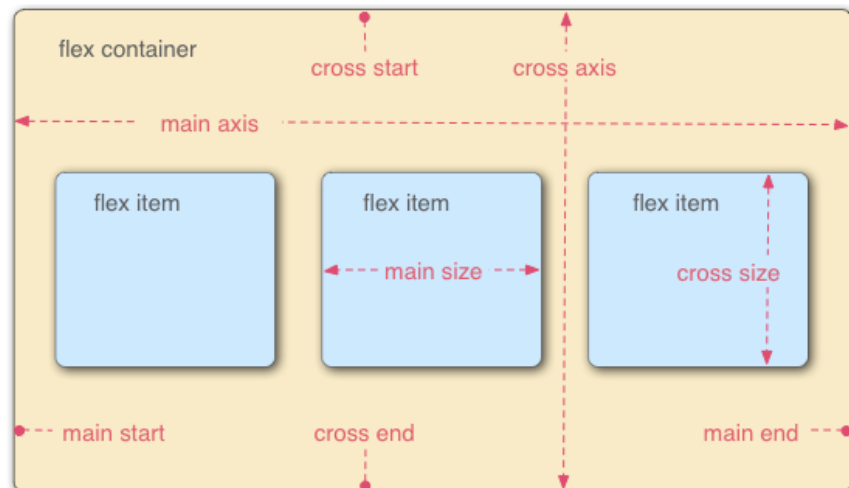 flex container
cross start
cross axis
main axis
flex item
flex item
flex item
main size
cross size
main start
cross end
main end